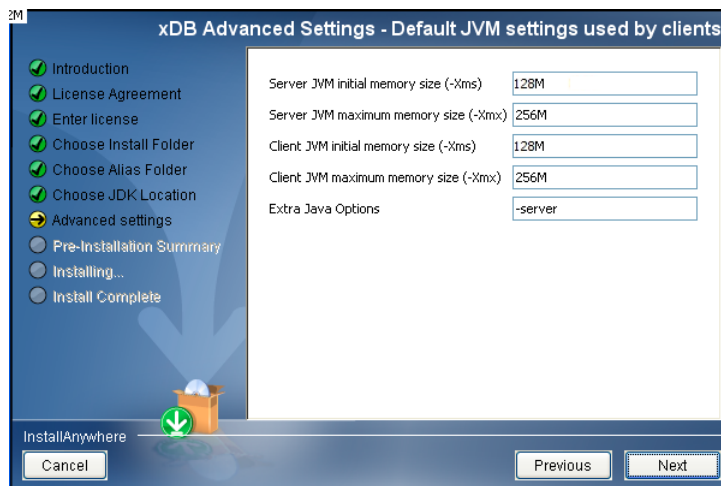 2M
xDB Advanced Settings - Default JVM settings used by clients
Introduction
License Agreement
Enter license
Choose Install Folder
Choose Alias Folder
Choose JDK Location
Advanced settings
Pre-Installation Summary
Installing...
Install Complete
Server JVM initial memory size (-Xms) 128M
Server JVM maximum memory size (-Xmx) 256M
Client JVM initial memory size (-Xms) 128M
Client JVM maximum memory size (-Xmx) 256M
Extra Java Options -server
InstallAnywhere
Cancel Previous Next